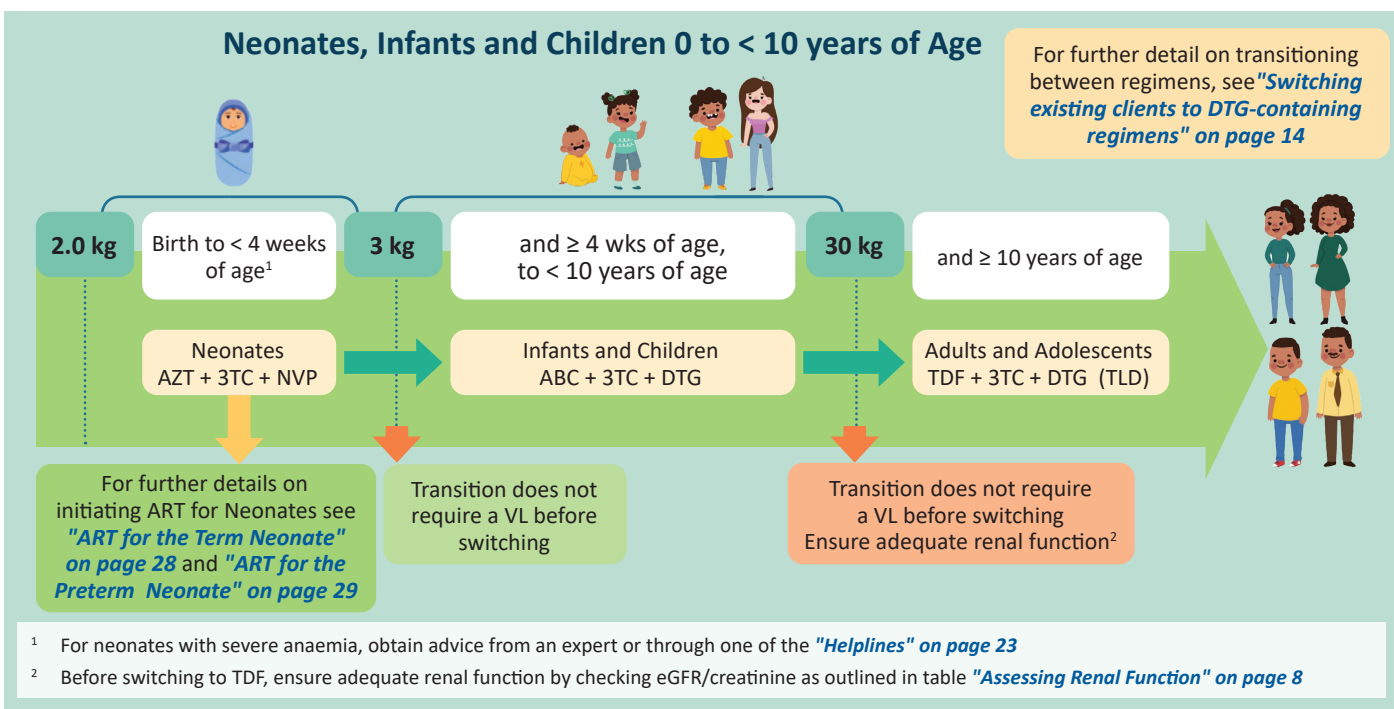 Neonates, Infants and Children 0 to < 10 years of Age
For further detail on transitioning
between regimens, see"Switching
existing clients to DTG-containing
regimens" on page 14
2.0 kg
Birth to < 4 weeks
of age1
3 kg
and ≥ 4 wks of age,
to < 10 years of age
30 kg
and ≥ 10 years of age
Neonates
AZT + 3TC + NVP
Infants and Children
ABC + 3TC + DTG
Adults and Adolescents
TDF + 3TC + DTG (TLD)
For further details on
initiating ART for Neonates see
"ART for the Term Neonate"
on page 28 and "ART for the
Preterm Neonate" on page 29
Transition does not
require a VL before
switching
Transition does not require
a VL before switching
Ensure adequate renal function2
1 For neonates with severe anaemia, obtain advice from an expert or through one of the "Helplines" on page 23
2 Before switching to TDF, ensure adequate renal function by checking eGFR/creatinine as outlined in table "Assessing Renal Function" on page 8